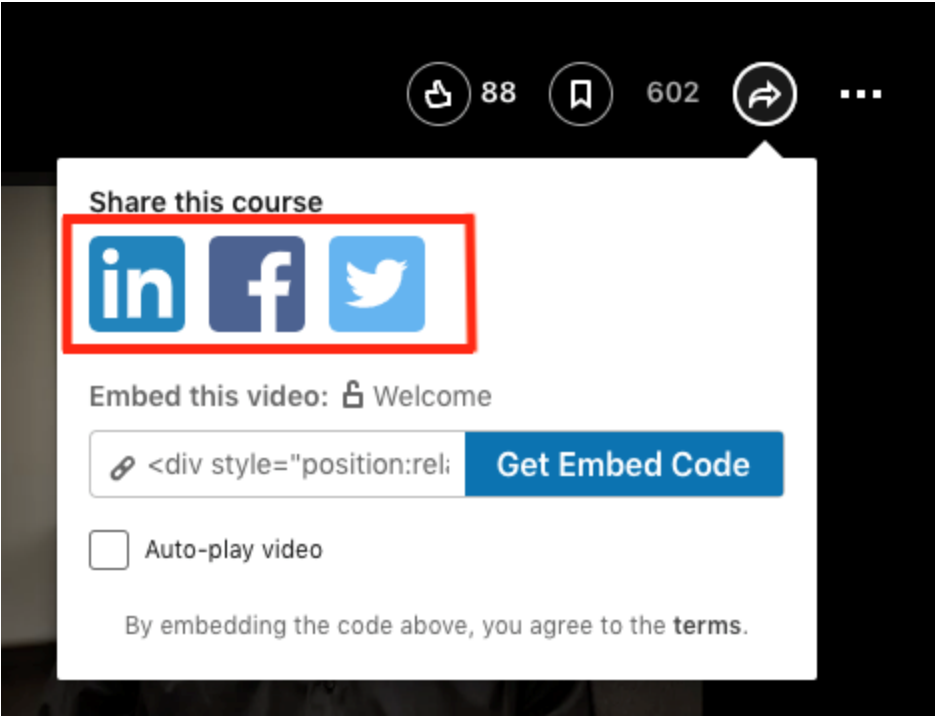 88 602
Share this course
in f
Embed this video: Welcome
<div style="position:rel Get Embed Code
Auto-play video
By embedding the code above, you agree to the terms.